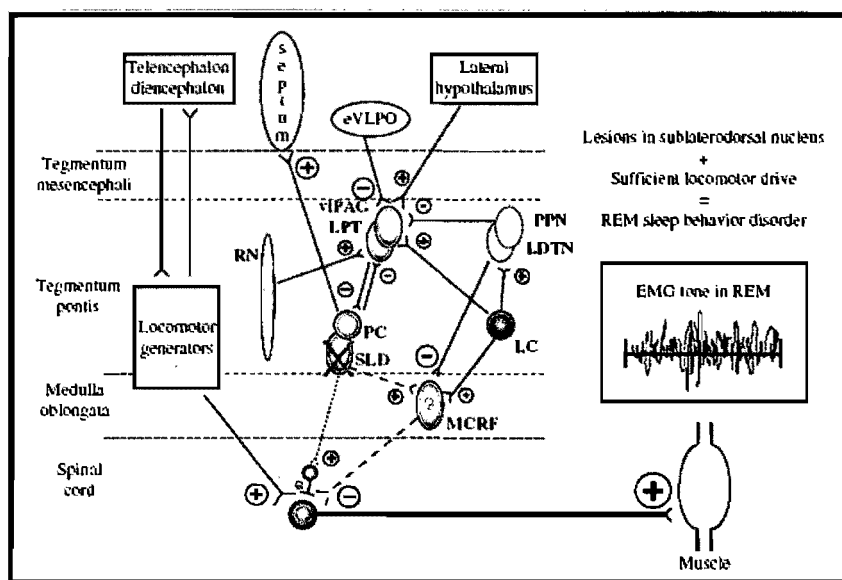 Telencephalon
diencephalon
septum
eVLPO
Lateral
hypothalamus
Lesions in sublaterodorsal nucleus
+
Sufficient locomotor drive
=
REM sleep behavior disorder
Tegmentum
mesencephali
vlPAG
LPT
PPN
LDTN
RN
Tegmentum
pontis
Locomotor
generators
PC
SLD
LC
EMG tone in REM
Medulla
oblongata
?
MCRF
Spinal
cord
Muscle